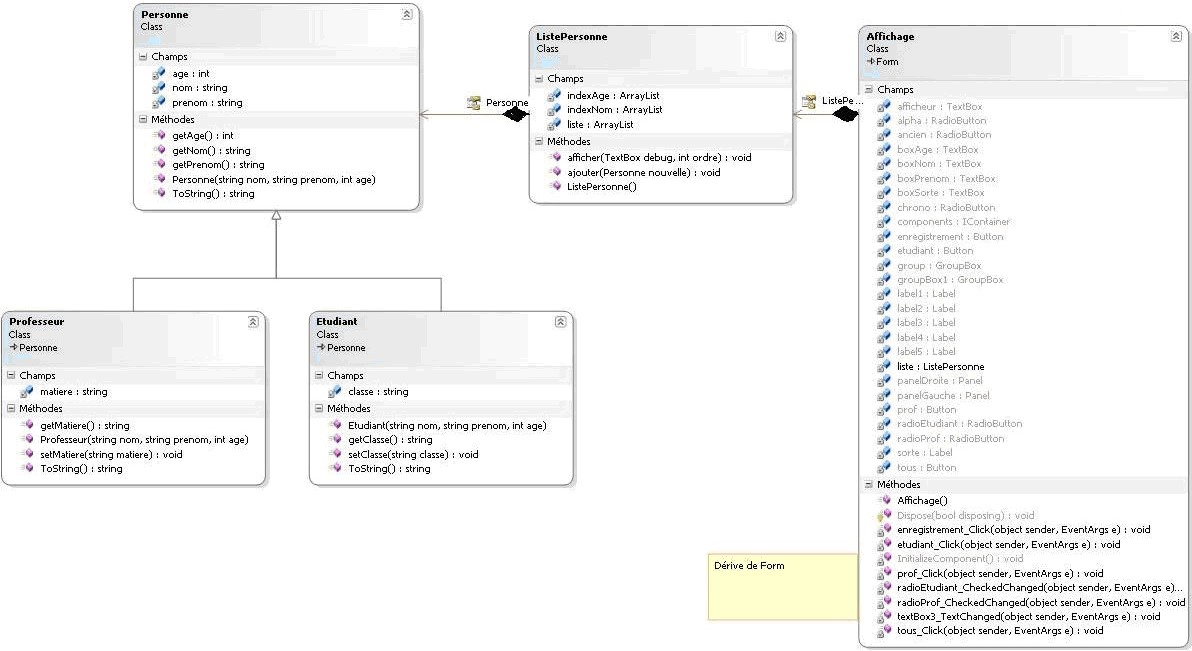 Personne
Class
Champs
age : int
nom : string
prenom : string
Méthodes
getAge() : int
getNom() : string
getPrenom() : string
Personne(string nom, string prenom, int age)
ToString() : string
Personne
ListePersonne
Class
Champs
indexAge : ArrayList
indexNom : ArrayList
liste : ArrayList
Méthodes
afficher(TextBox debug, int ordre) : void
ajouter(Personne nouvelle) : void
ListePersonne()
ListePe...
Affichage
Class
Form
Champs
afficheur : TextBox
alpha : RadioButton
ancien : RadioButton
boxAge : TextBox
boxNom : TextBox
boxPrenom : TextBox
boxSorte : TextBox
chrono : RadioButton
components : IContainer
enregistrement : Button
etudiant : Button
group : GroupBox
groupBox1 : GroupBox
label1 : Label
label2 : Label
label3 : Label
label4 : Label
label5 : Label
liste : ListePersonne
panelDroite : Panel
panelGauche : Panel
prof : Button
radioEtudiant : RadioButton
radioProf : RadioButton
sorte : Label
tous : Button
Méthodes
Affichage()
Dispose(bool disposing) : void
enregistrement_Click(object sender, EventArgs e) : void
etudiant_Click(object sender, EventArgs e) : void
InitializeComponent() : void
prof_Click(object sender, EventArgs e) : void
radioEtudiant_CheckedChanged(object sender, EventArgs e)...
radioProf_CheckedChanged(object sender, EventArgs e) : void
textBox3_TextChanged(object sender, EventArgs e) : void
tous_Click(object sender, EventArgs e) : void
Professeur
Class
Personne
Champs
matiere : string
Méthodes
getMatiere() : string
Professeur(string nom, string prenom, int age)
setMatiere(string matiere) : void
ToString() : string
Etudiant
Class
Personne
Champs
classe : string
Méthodes
Etudiant(string nom, string prenom, int age)
getClasse() : string
setClasse(string classe) : void
ToString() : string
Dérive de Form